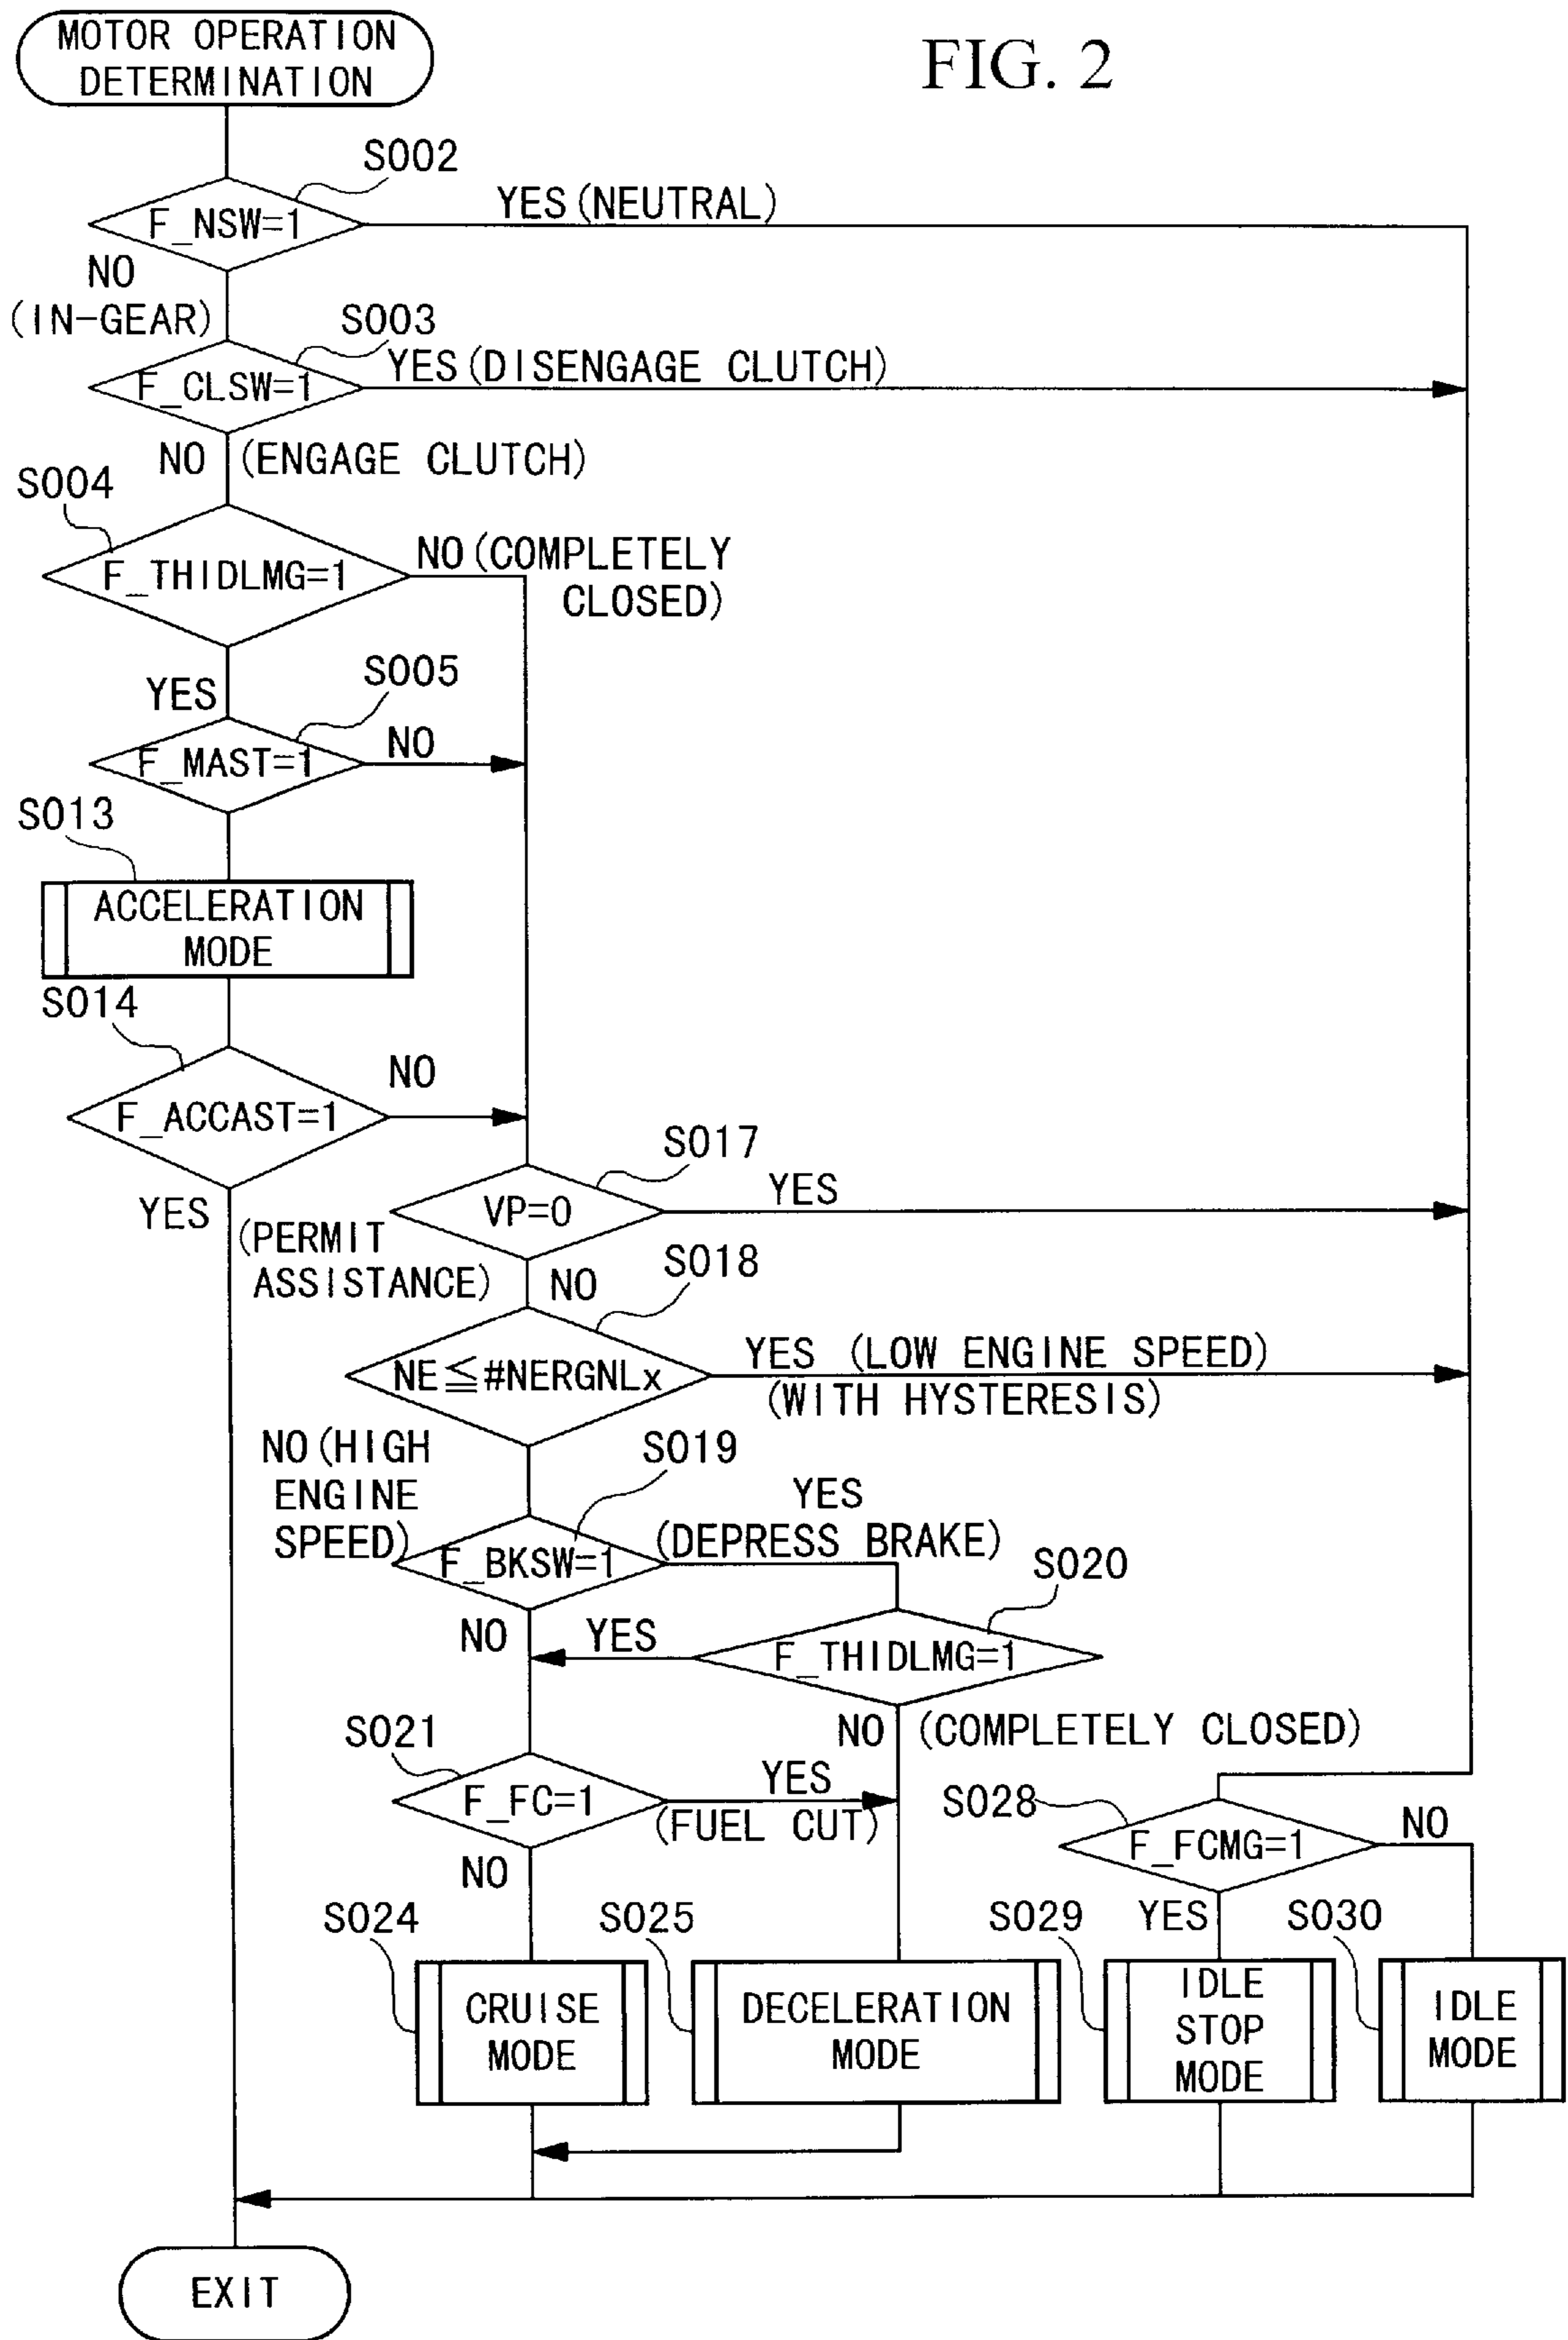 MOTOR OPERATION
DETERMINATION
FIG. 2
S002
F_NSW=1
YES (NEUTRAL)
NO
(IN-GEAR)
S003
F_CLSW=1
YES (DISENGAGE CLUTCH)
NO (ENGAGE CLUTCH)
S004
F_THIDLMG=1
NO (COMPLETELY
CLOSED)
YES
S005
F_MAST=1
NO
S013
ACCELERATION
MODE
S014
F_ACCAST=1
NO
YES
(PERMIT
ASSISTANCE)
S017
VP=0
YES
NO
S018
NE≦#NERGNLx
YES (LOW ENGINE SPEED)
(WITH HYSTERESIS)
NO (HIGH
ENGINE
SPEED)
S019
F_BKSW=1
YES
(DEPRESS BRAKE)
NO
S020
F_THIDLMG=1
YES
NO (COMPLETELY CLOSED)
S021
F_FC=1
YES
(FUEL CUT)
NO
S028
F_FCMG=1
NO
YES
S024
CRUISE
MODE
S025
DECELERATION
MODE
S029
IDLE
STOP
MODE
S030
IDLE
MODE
EXIT